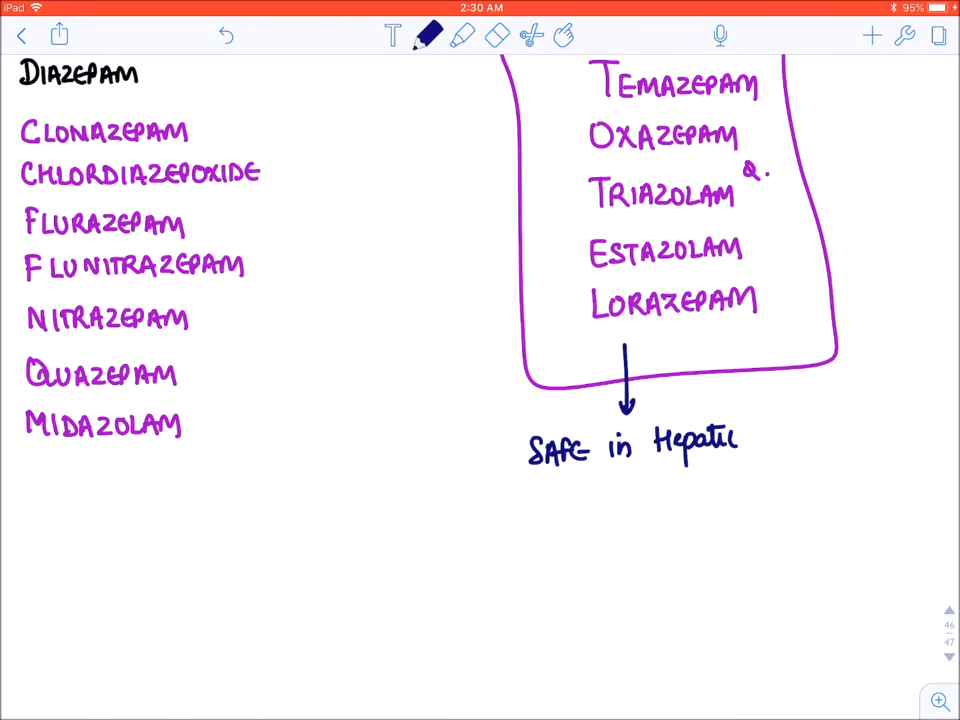 iPad 2:30 AM 95%
T
DIAZEPAM
CLONAZEPAM
CHLORDIAZEPOXIDE
FLURAZEPAM
FLUNITRAZEPAM
NITRAZEPAM
QUAZEPAM
MIDAZOLAM
TEMAZEPAM
OXAZEPAM
Q.
TRIAZOLAM
ESTAZOLAM
LORAZEPAM
SAFE in Hepatic
46
47